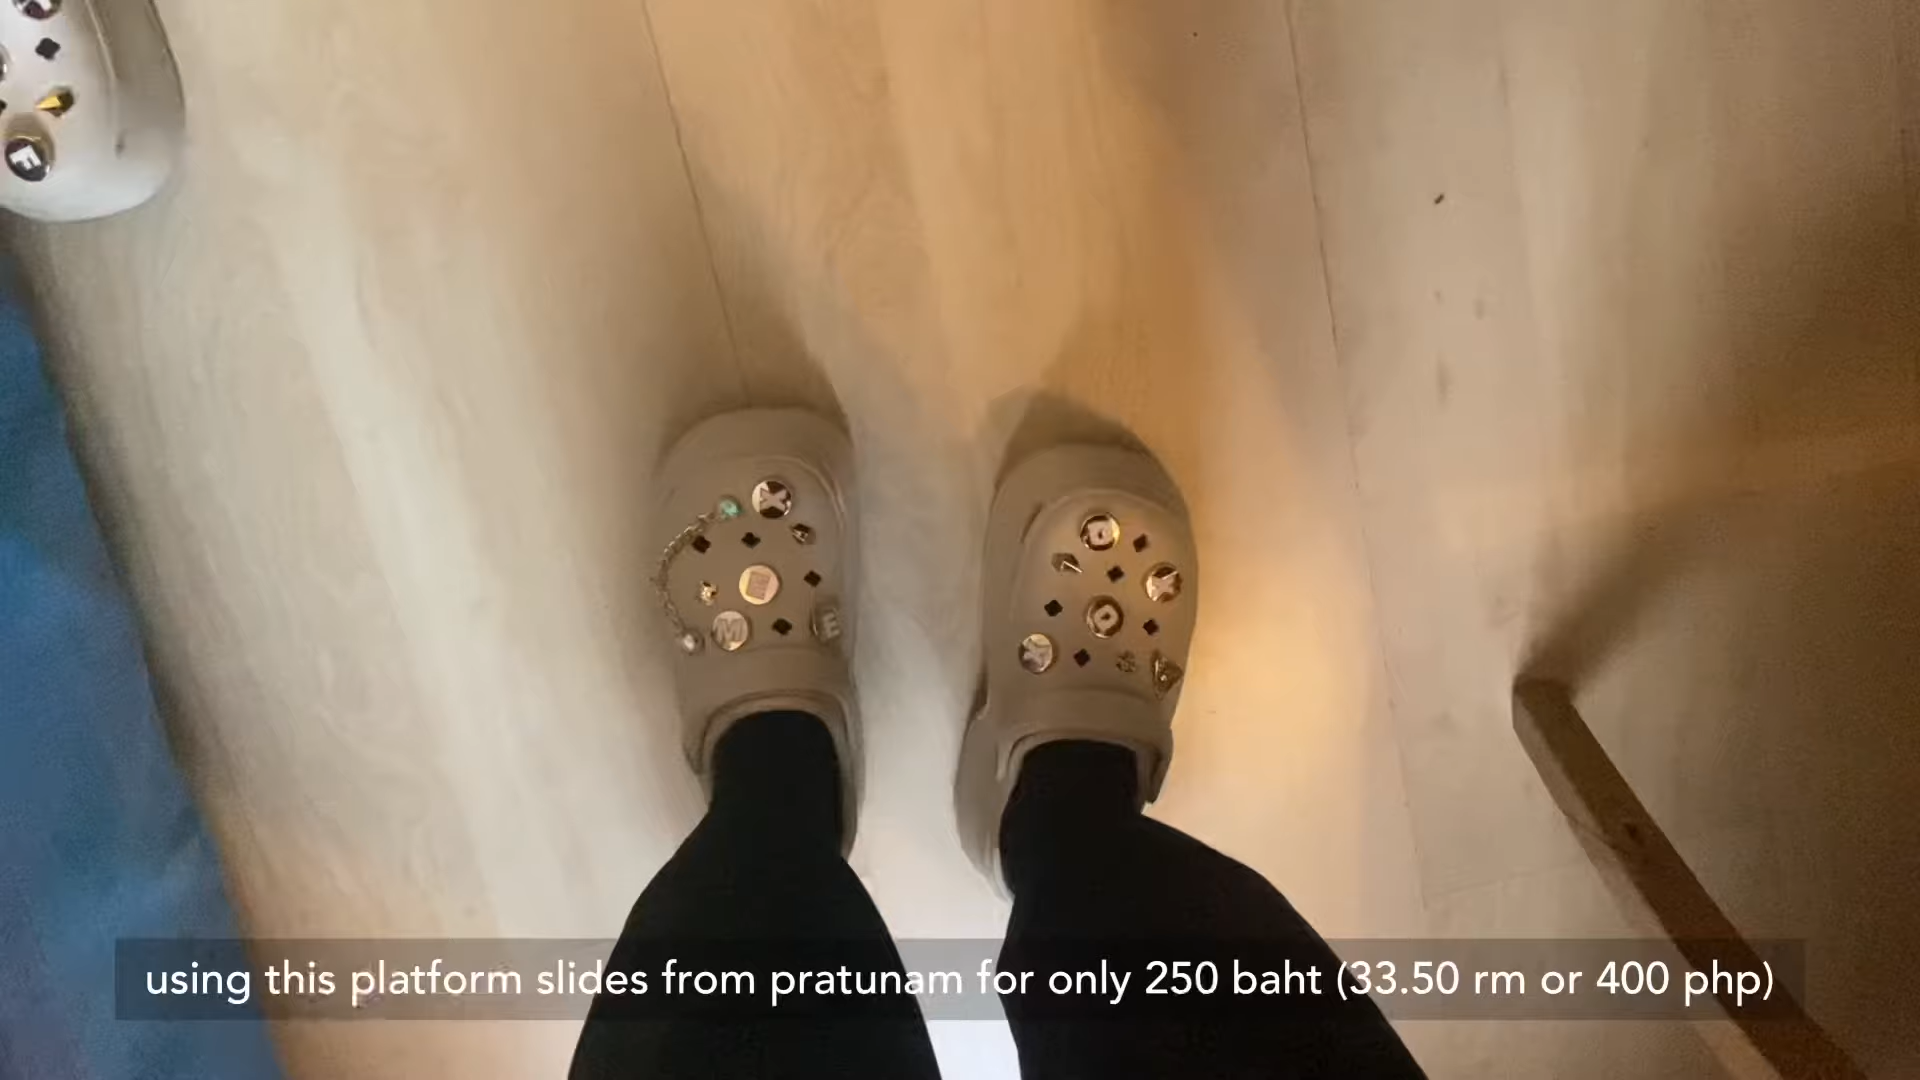 F
M
E
using this platform slides from pratunam for only 250 baht (33.50 rm or 400 php)